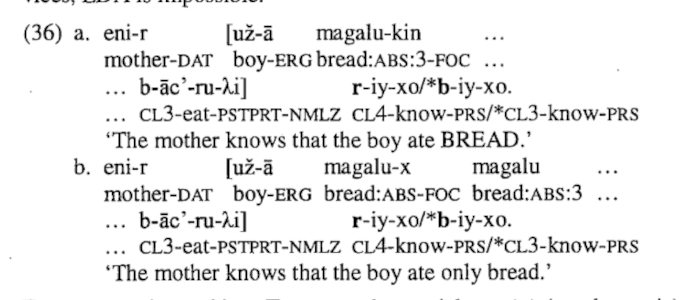 (36) a. eni-r [už-ā magalu-kin ...
mother-DAT boy-ERG bread:ABS:3-FOC ...
... b-āc’-ru-λi] r-iy-xo/*b-iy-xo.
... CL3-eat-PSTPRT-NMLZ CL4-know-PRS/*CL3-know-PRS
‘The mother knows that the boy ate BREAD.’
b. eni-r [už-ā magalu-x magalu ...
mother-DAT boy-ERG bread:ABS-FOC bread:ABS:3 ...
... b-āc’-ru-λi] r-iy-xo/*b-iy-xo.
... CL3-eat-PSTPRT-NMLZ CL4-know-PRS/*CL3-know-PRS
‘The mother knows that the boy ate only bread.’